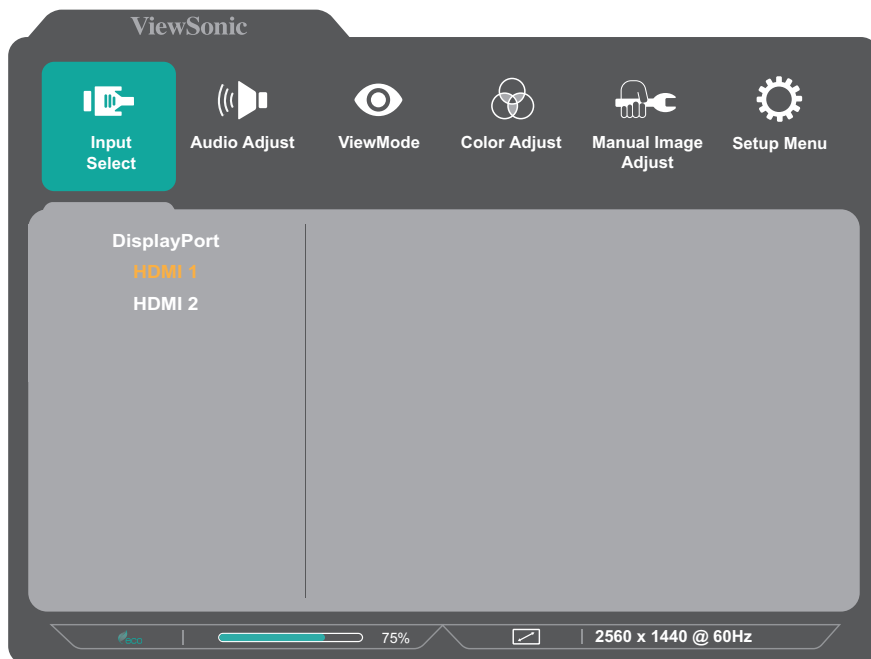 ViewSonic
Input
Select
Audio Adjust
ViewMode
Color Adjust
Manual Image
Adjust
Setup Menu
DisplayPort
HDMI 1
HDMI 2
eco
75%
2560 x 1440 @ 60Hz